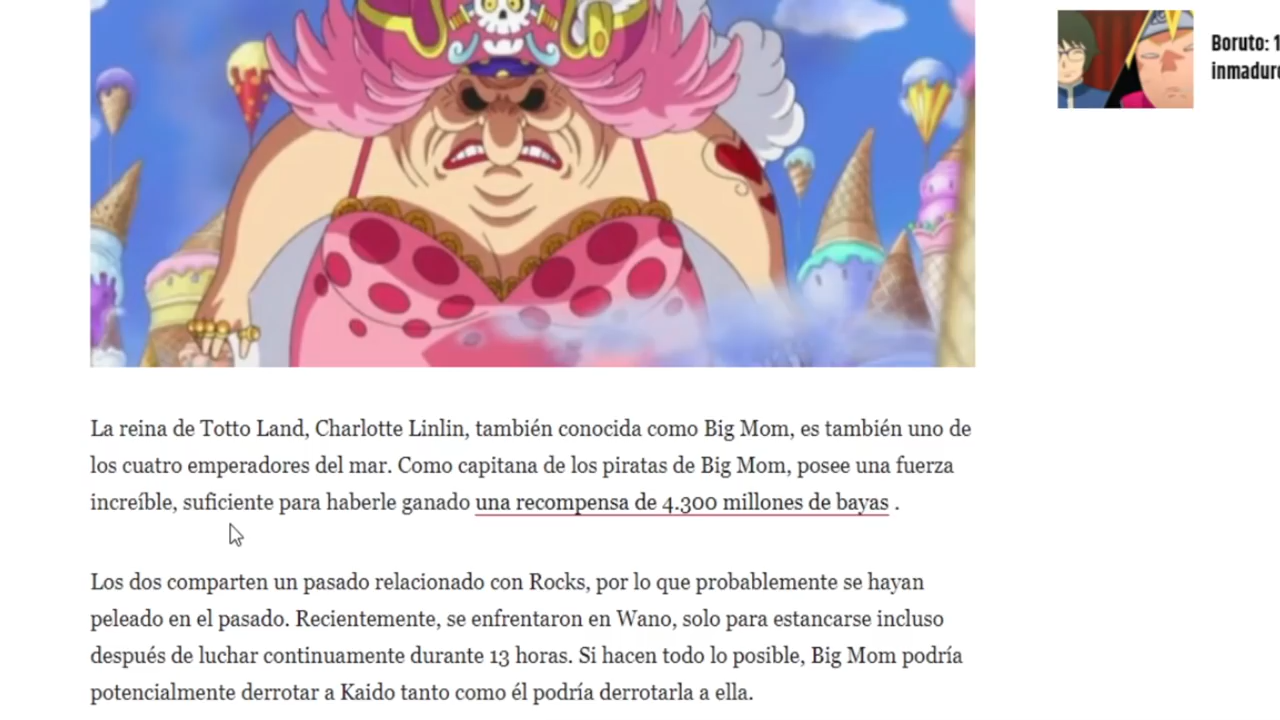 Boruto: 1
inmadur
La reina de Totto Land, Charlotte Linlin, también conocida como Big Mom, es también uno de
los cuatro emperadores del mar. Como capitana de los piratas de Big Mom, posee una fuerza
increíble, suficiente para haberle ganado una recompensa de 4.300 millones de bayas .
Los dos comparten un pasado relacionado con Rocks, por lo que probablemente se hayan
peleado en el pasado. Recientemente, se enfrentaron en Wano, solo para estancarse incluso
después de luchar continuamente durante 13 horas. Si hacen todo lo posible, Big Mom podría
potencialmente derrotar a Kaido tanto como él podría derrotarla a ella.